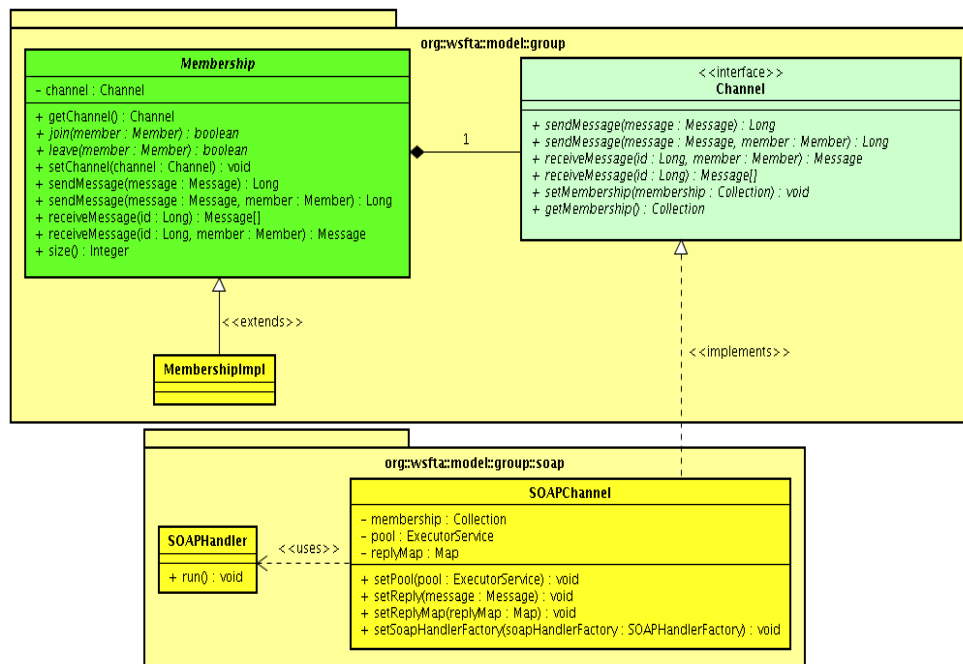 org::wsfta::model::group
Membership
– channel : Channel
+ getChannel() : Channel
+ join(member : Member) : boolean
+ leave(member : Member) : boolean
+ setChannel(channel : Channel) : void
+ sendMessage(message : Message) : Long
+ sendMessage(message : Message, member : Member) : Long
+ receiveMessage(id : Long) : Message[]
+ receiveMessage(id : Long, member : Member) : Message
+ size() : Integer
1
<<interface>>
Channel
+ sendMessage(message : Message) : Long
+ sendMessage(message : Message, member : Member) : Long
+ receiveMessage(id : Long, member : Member) : Message
+ receiveMessage(id : Long) : Message[]
+ setMembership(membership : Collection) : void
+ getMembership() : Collection
<<extends>>
<<implements>>
MembershipImpl
org::wsfta::model::group::soap
SOAPHandler
+ run() : void
<<uses>>
SOAPChannel
– membership : Collection
– pool : ExecutorService
– replyMap : Map
+ setPool(pool : ExecutorService) : void
+ setReply(message : Message) : void
+ setReplyMap(replyMap : Map) : void
+ setSoapHandlerFactory(soapHandlerFactory : SOAPHandlerFactory) : void